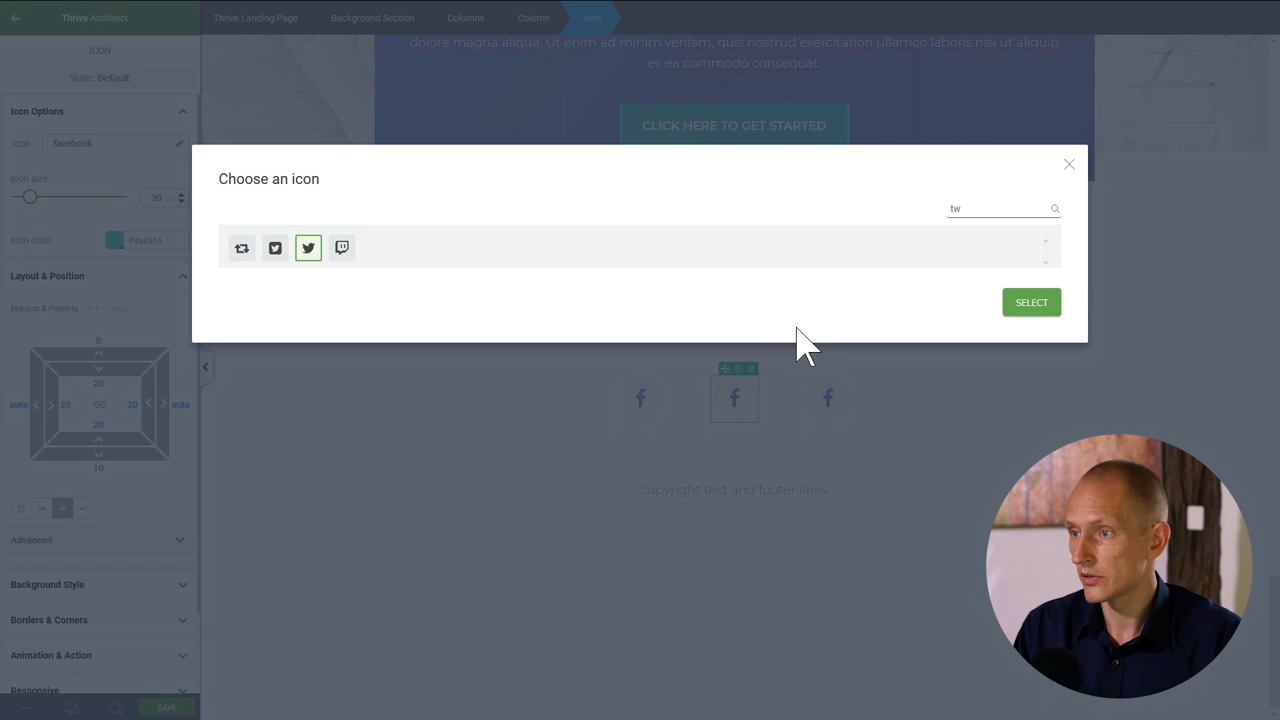 Thrive Architect
Thrive Landing Page
Background Section
Columns
Column
Icon
ICON
State: Default
dolore magna aliqua. Ut enim ad minim veniam, quis nostrud exercitation ullamco laboris nisi ut aliquip
ex ea commodo consequat.
Icon Options
CLICK HERE TO GET STARTED
Icon
facebook
Choose an icon
Icon size
30
tw
Icon color
#3ae5c4
Layout & Position
SELECT
Margins & Padding
0
20
auto
20
20
auto
20
10
Copyright text and footer links
Advanced
Background Style
Borders & Corners
Animation & Action
Responsive
SAVE